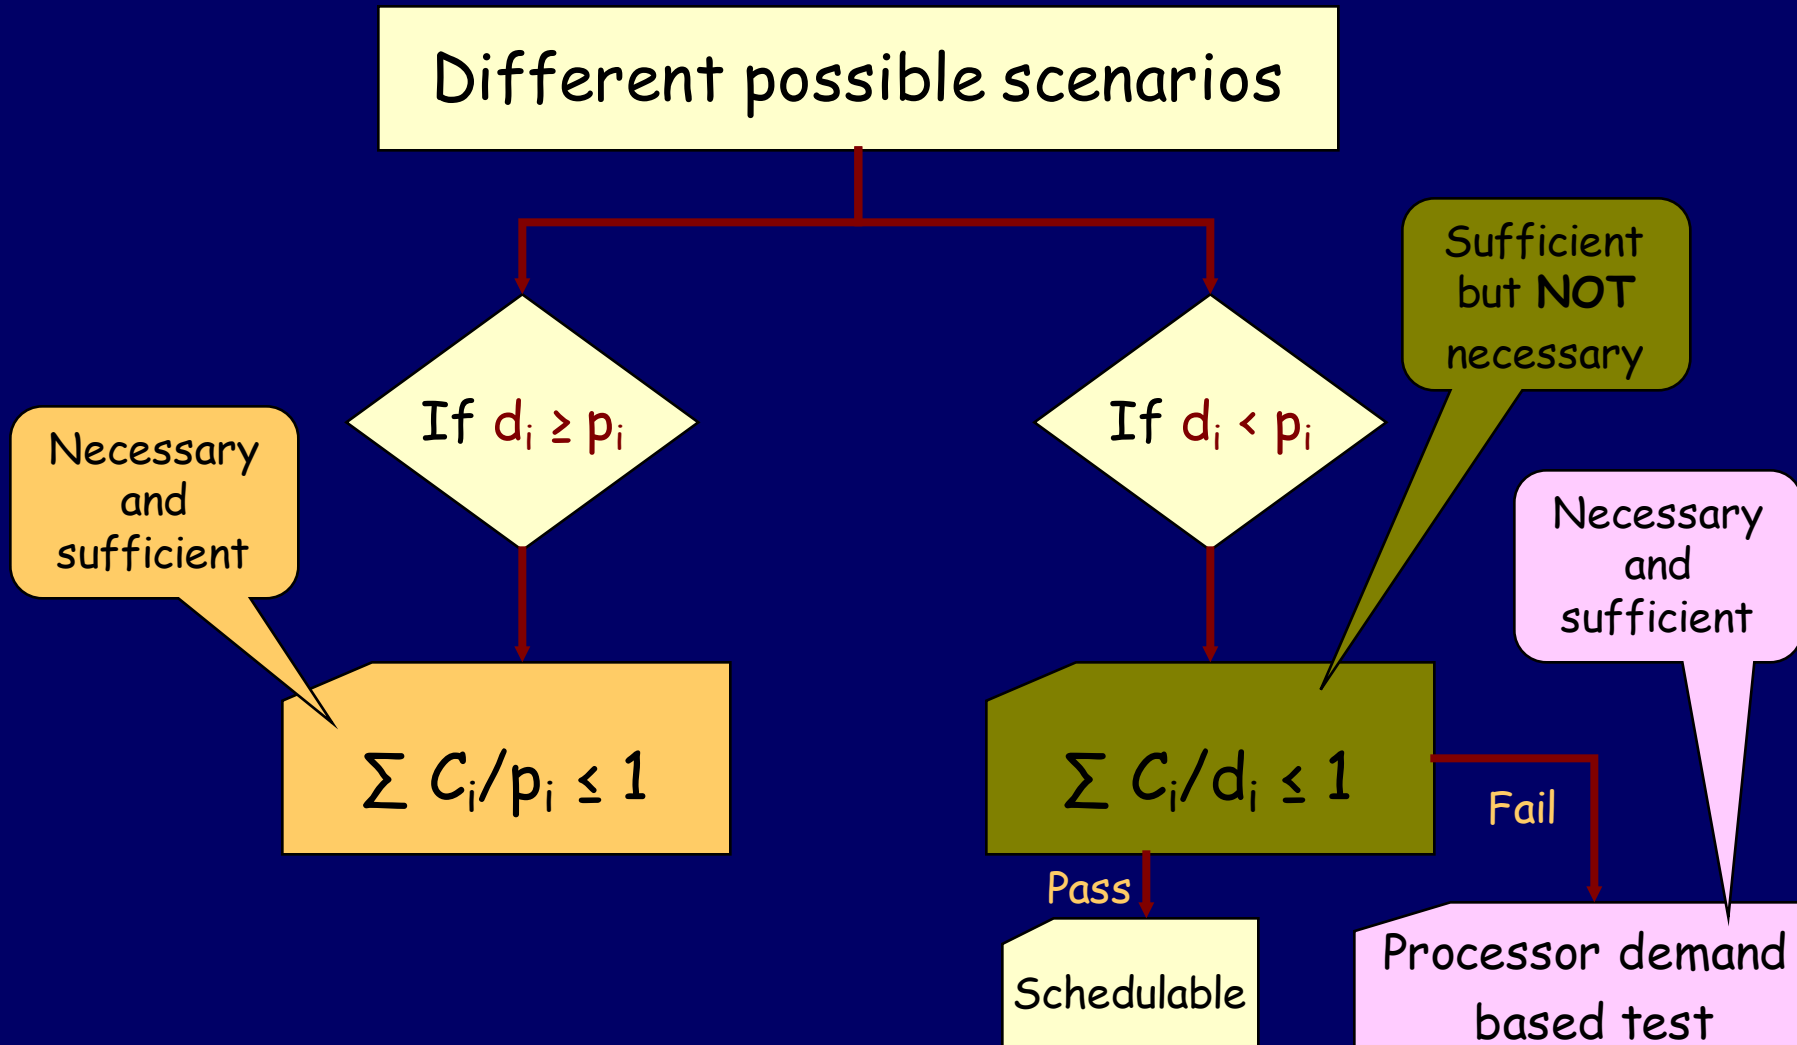 Different possible scenarios
If dᵢ ≥ pᵢ
If dᵢ < pᵢ
Sufficient
but NOT
necessary
Necessary
and
sufficient
Necessary
and
sufficient
∑ Cᵢ/pᵢ ≤ 1
∑ Cᵢ/dᵢ ≤ 1
Fail
Pass
Schedulable
Processor demand
based test